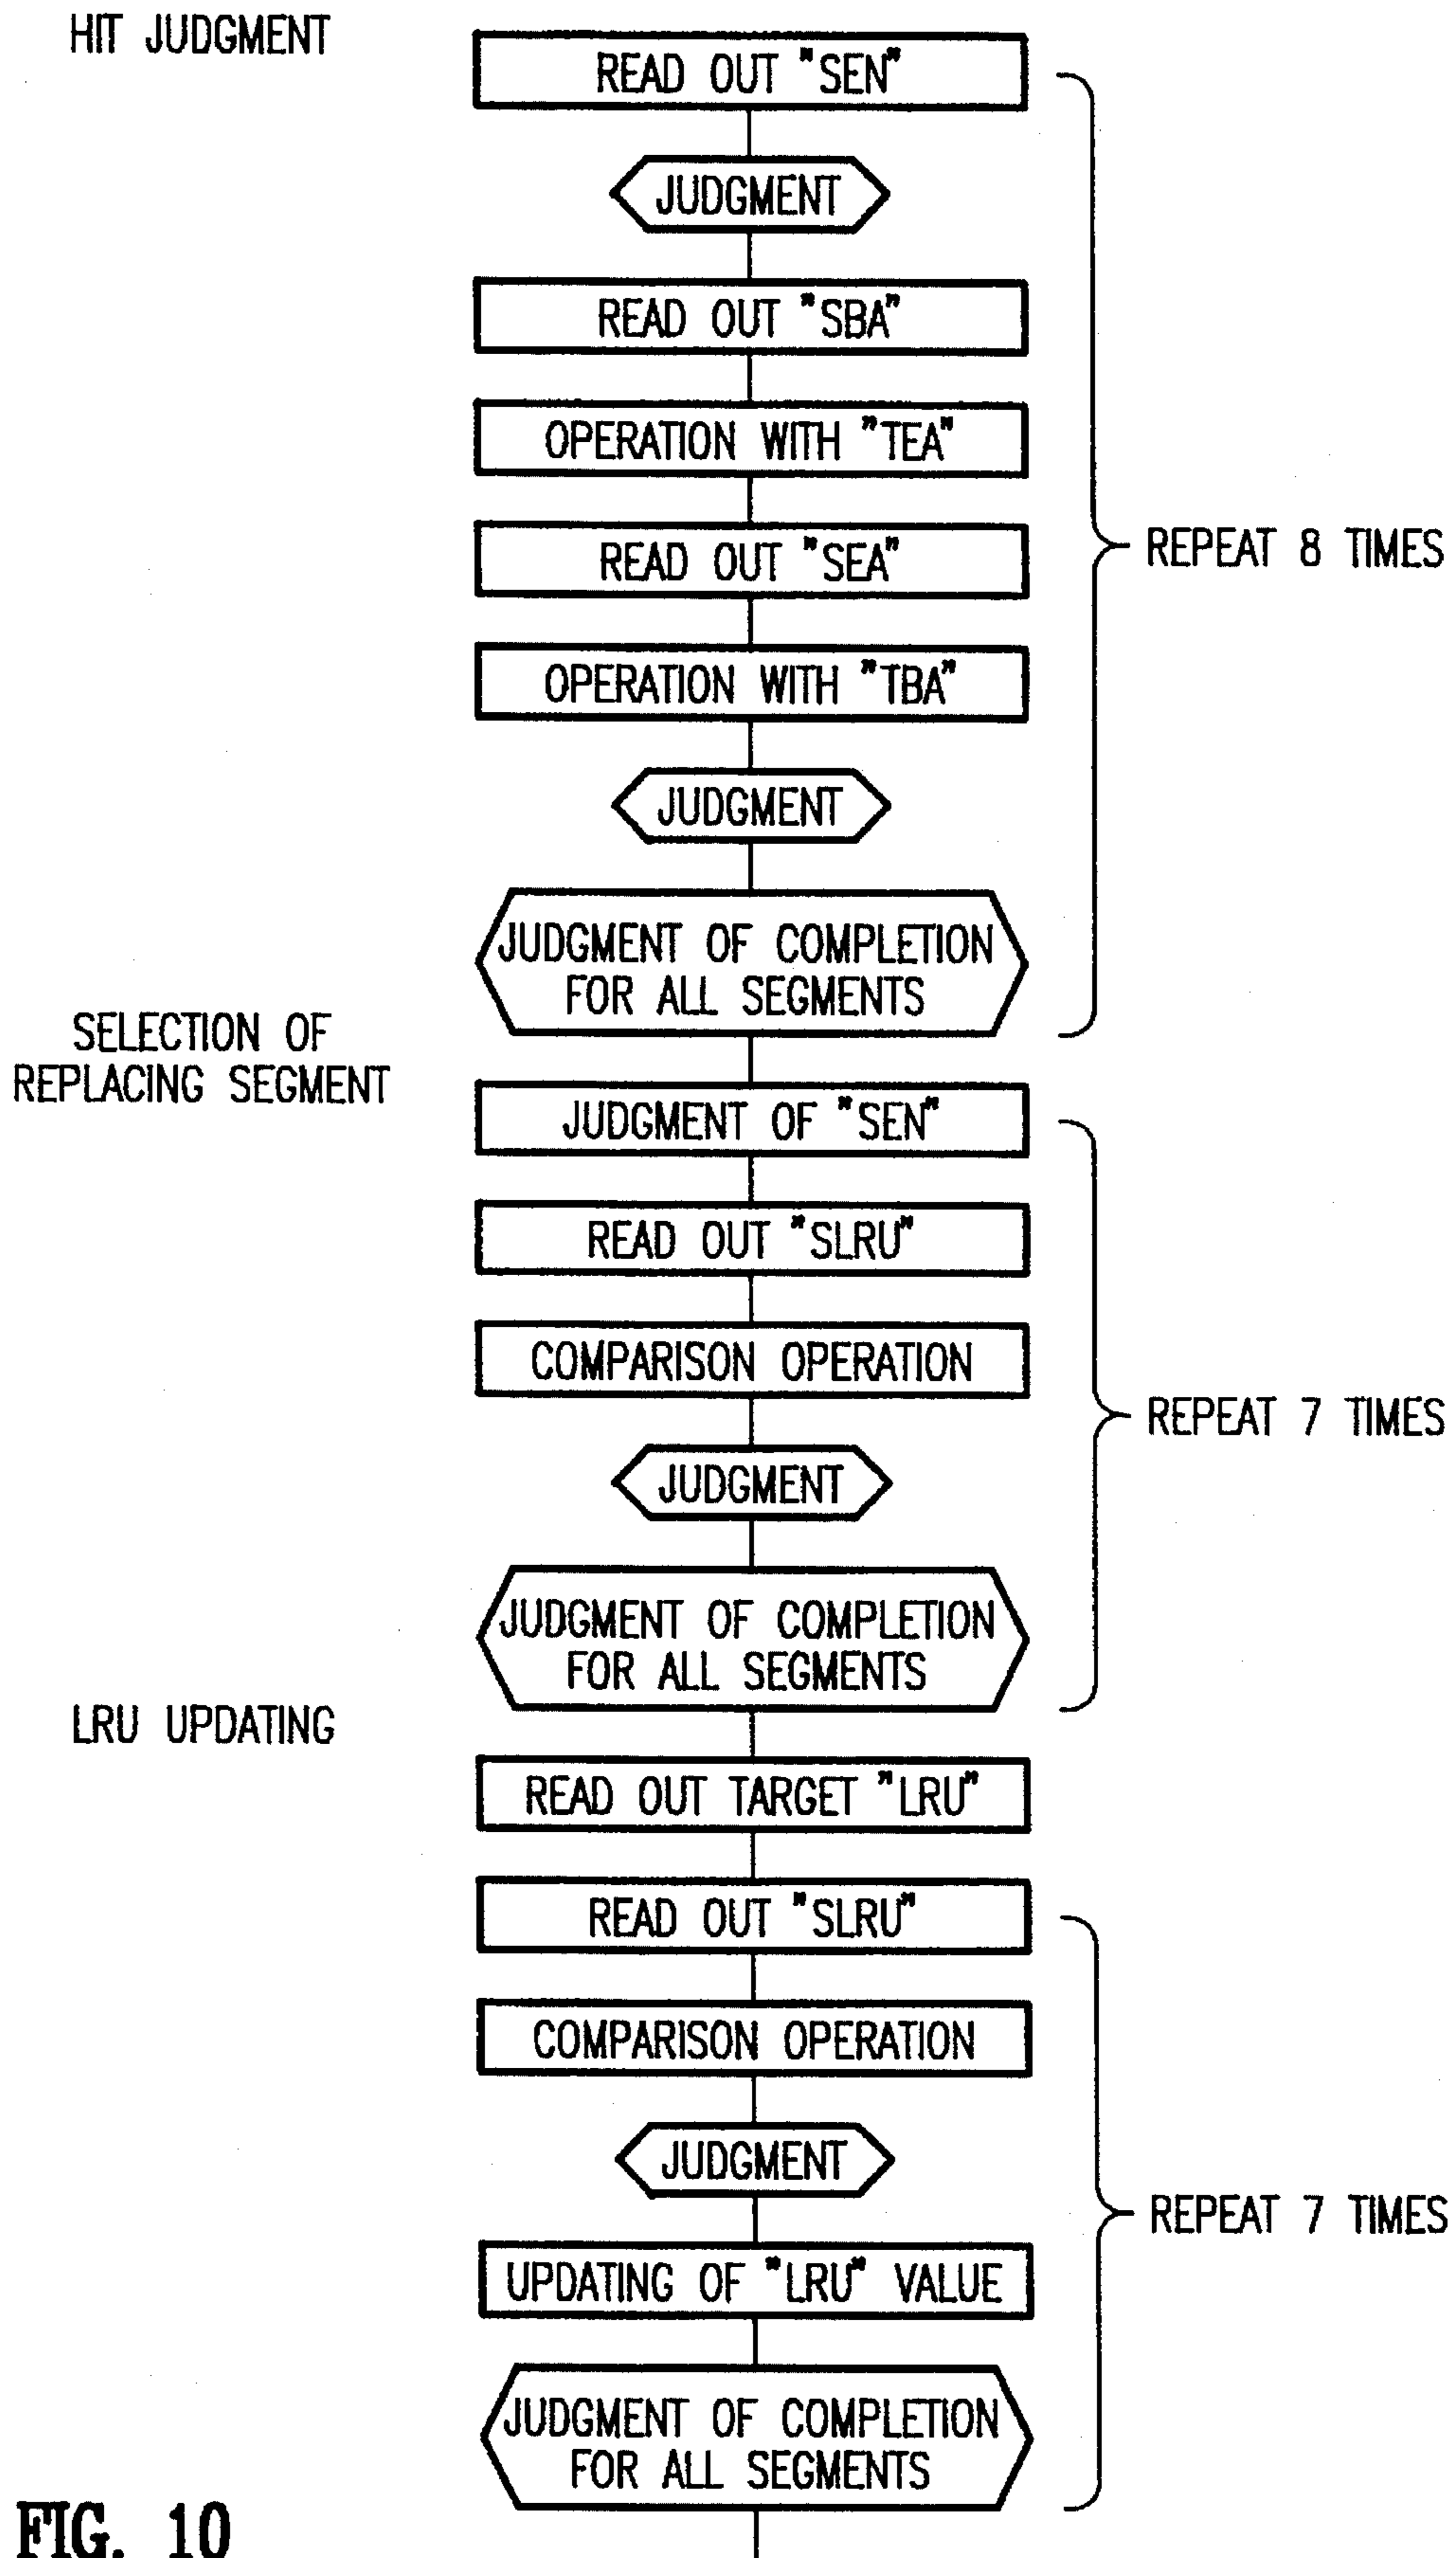 HIT JUDGMENT
READ OUT "SEN"
JUDGMENT
READ OUT "SBA"
OPERATION WITH "TEA"
READ OUT "SEA"
OPERATION WITH "TBA"
JUDGMENT
JUDGMENT OF COMPLETION
FOR ALL SEGMENTS
REPEAT 8 TIMES
SELECTION OF
REPLACING SEGMENT
JUDGMENT OF "SEN"
READ OUT "SLRU"
COMPARISON OPERATION
JUDGMENT
JUDGMENT OF COMPLETION
FOR ALL SEGMENTS
REPEAT 7 TIMES
LRU UPDATING
READ OUT TARGET "LRU"
READ OUT "SLRU"
COMPARISON OPERATION
JUDGMENT
UPDATING OF "LRU" VALUE
JUDGMENT OF COMPLETION
FOR ALL SEGMENTS
REPEAT 7 TIMES
FIG. 10